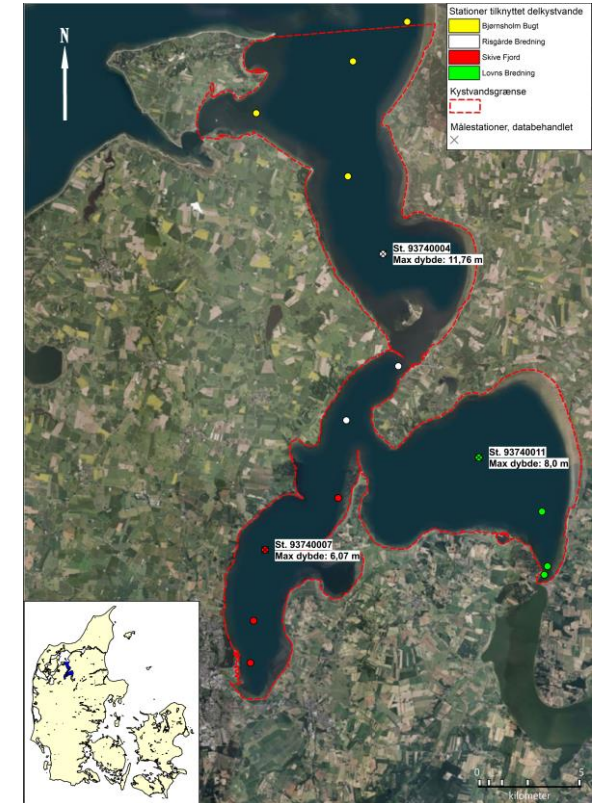 N
Stationer tilknyttet delkystvande
Bjørnsholm Bugt
Risgårde Bredning
Skive Fjord
Lovns Bredning
Kystvandsgrænse
Målestationer, databehandlet
St. 93740004
Max dybde: 11,76 m
St. 93740011
Max dybde: 8,0 m
St. 93740007
Max dybde: 6,07 m
0 5
kilometer